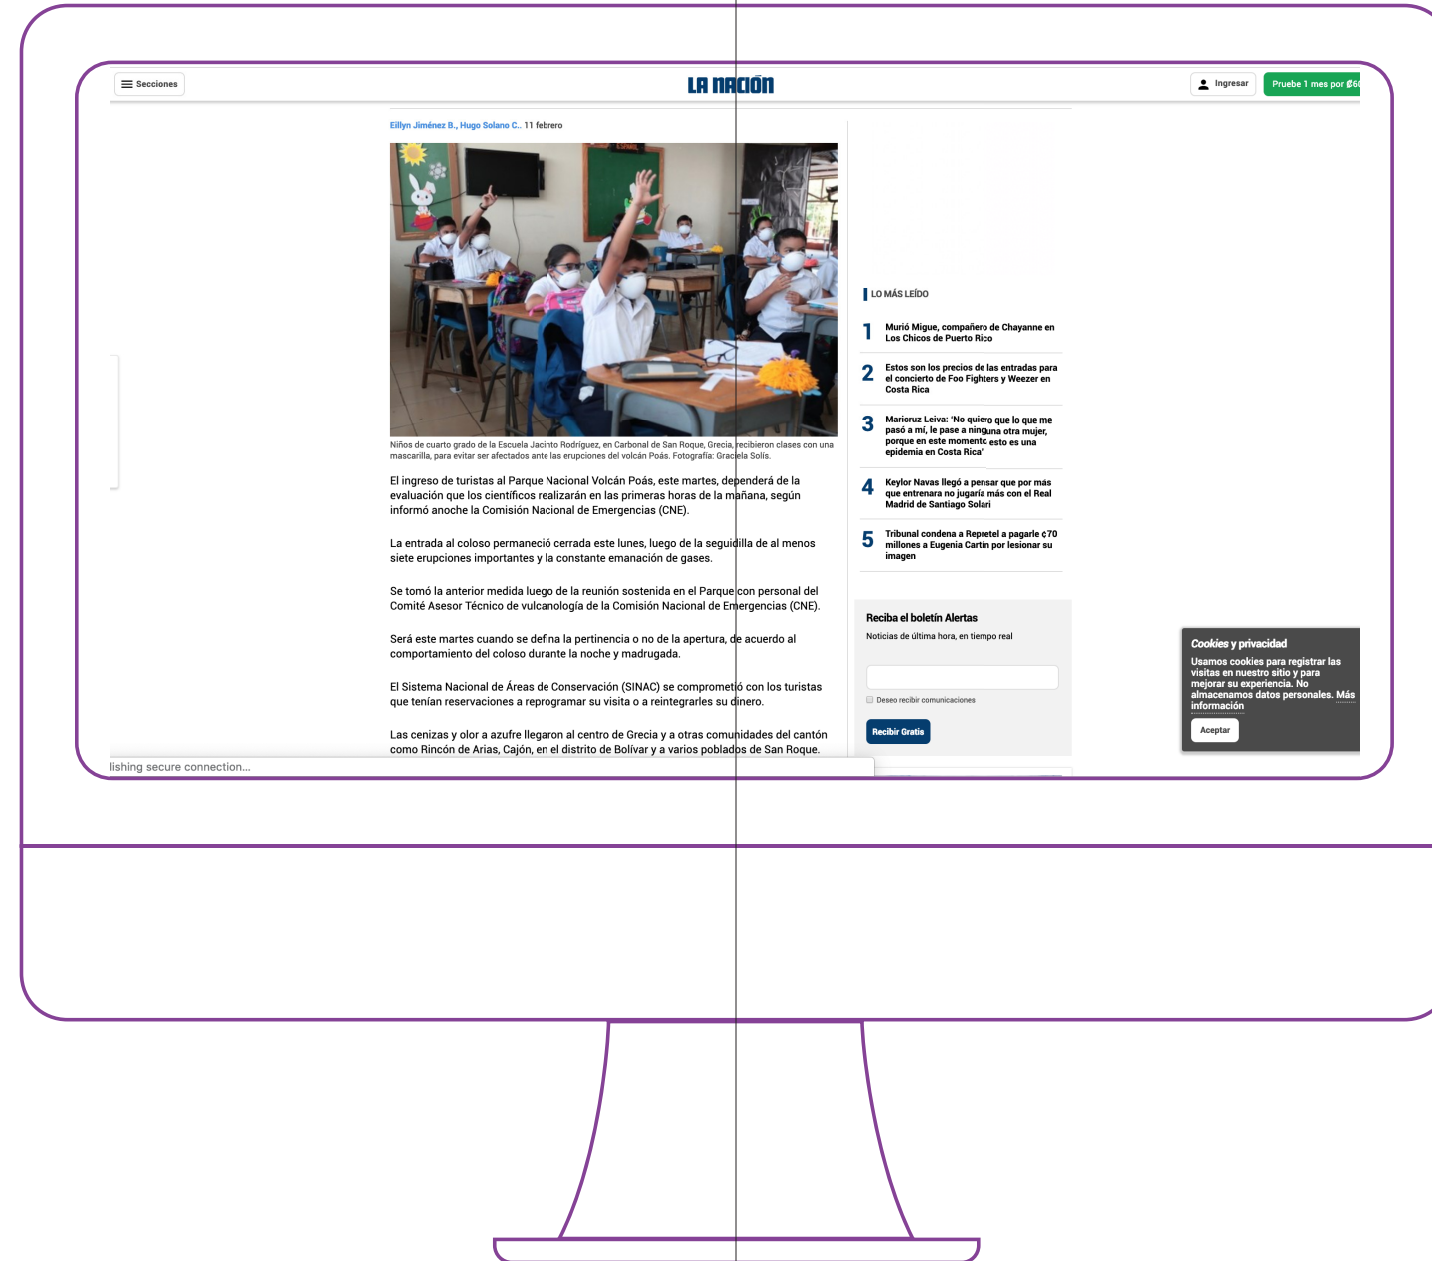 Secciones
LA NACIÓN
Ingresar
Pruebe 1 mes por ₡60
Eillyn Jiménez B., Hugo Solano C.. 11 febrero
ESPAÑOL
Niños de cuarto grado de la Escuela Jacinto Rodríguez, en Carbonal de San Roque, Grecia, recibieron clases con una
mascarilla, para evitar ser afectados ante las erupciones del volcán Poás. Fotografía: Graciela Solís.
El ingreso de turistas al Parque Nacional Volcán Poás, este martes, dependerá de la
evaluación que los científicos realizarán en las primeras horas de la mañana, según
informó anoche la Comisión Nacional de Emergencias (CNE).
La entrada al coloso permaneció cerrada este lunes, luego de la seguidilla de al menos
siete erupciones importantes y la constante emanación de gases.
Se tomó la anterior medida luego de la reunión sostenida en el Parque con personal del
Comité Asesor Técnico de vulcanología de la Comisión Nacional de Emergencias (CNE).
Será este martes cuando se defina la pertinencia o no de la apertura, de acuerdo al
comportamiento del coloso durante la noche y madrugada.
El Sistema Nacional de Áreas de Conservación (SINAC) se comprometió con los turistas
que tenían reservaciones a reprogramar su visita o a reintegrarles su dinero.
Las cenizas y olor a azufre llegaron al centro de Grecia y a otras comunidades del cantón
como Rincón de Arias, Cajón, en el distrito de Bolívar y a varios poblados de San Roque.
LO MÁS LEÍDO
1 Murió Migue, compañero de Chayanne en
Los Chicos de Puerto Rico
2 Estos son los precios de las entradas para
el concierto de Foo Fighters y Weezer en
Costa Rica
3 Marioruz Leiva: 'No quiero que lo que me
pasó a mí, le pase a ninguna otra mujer,
porque en este momento esto es una
epidemia en Costa Rica'
4 Keylor Navas llegó a pensar que por más
que entrenara no jugaría más con el Real
Madrid de Santiago Solari
5 Tribunal condena a Repretel a pagarle ¢70
millones a Eugenia Cartin por lesionar su
imagen
Reciba el boletín Alertas
Noticias de última hora, en tiempo real
Deseo recibir comunicaciones
Recibir Gratis
Cookies y privacidad
Usamos cookies para registrar las
visitas en nuestro sitio y para
mejorar su experiencia. No
almacenamos datos personales. Más
información
Aceptar
lishing secure connection...